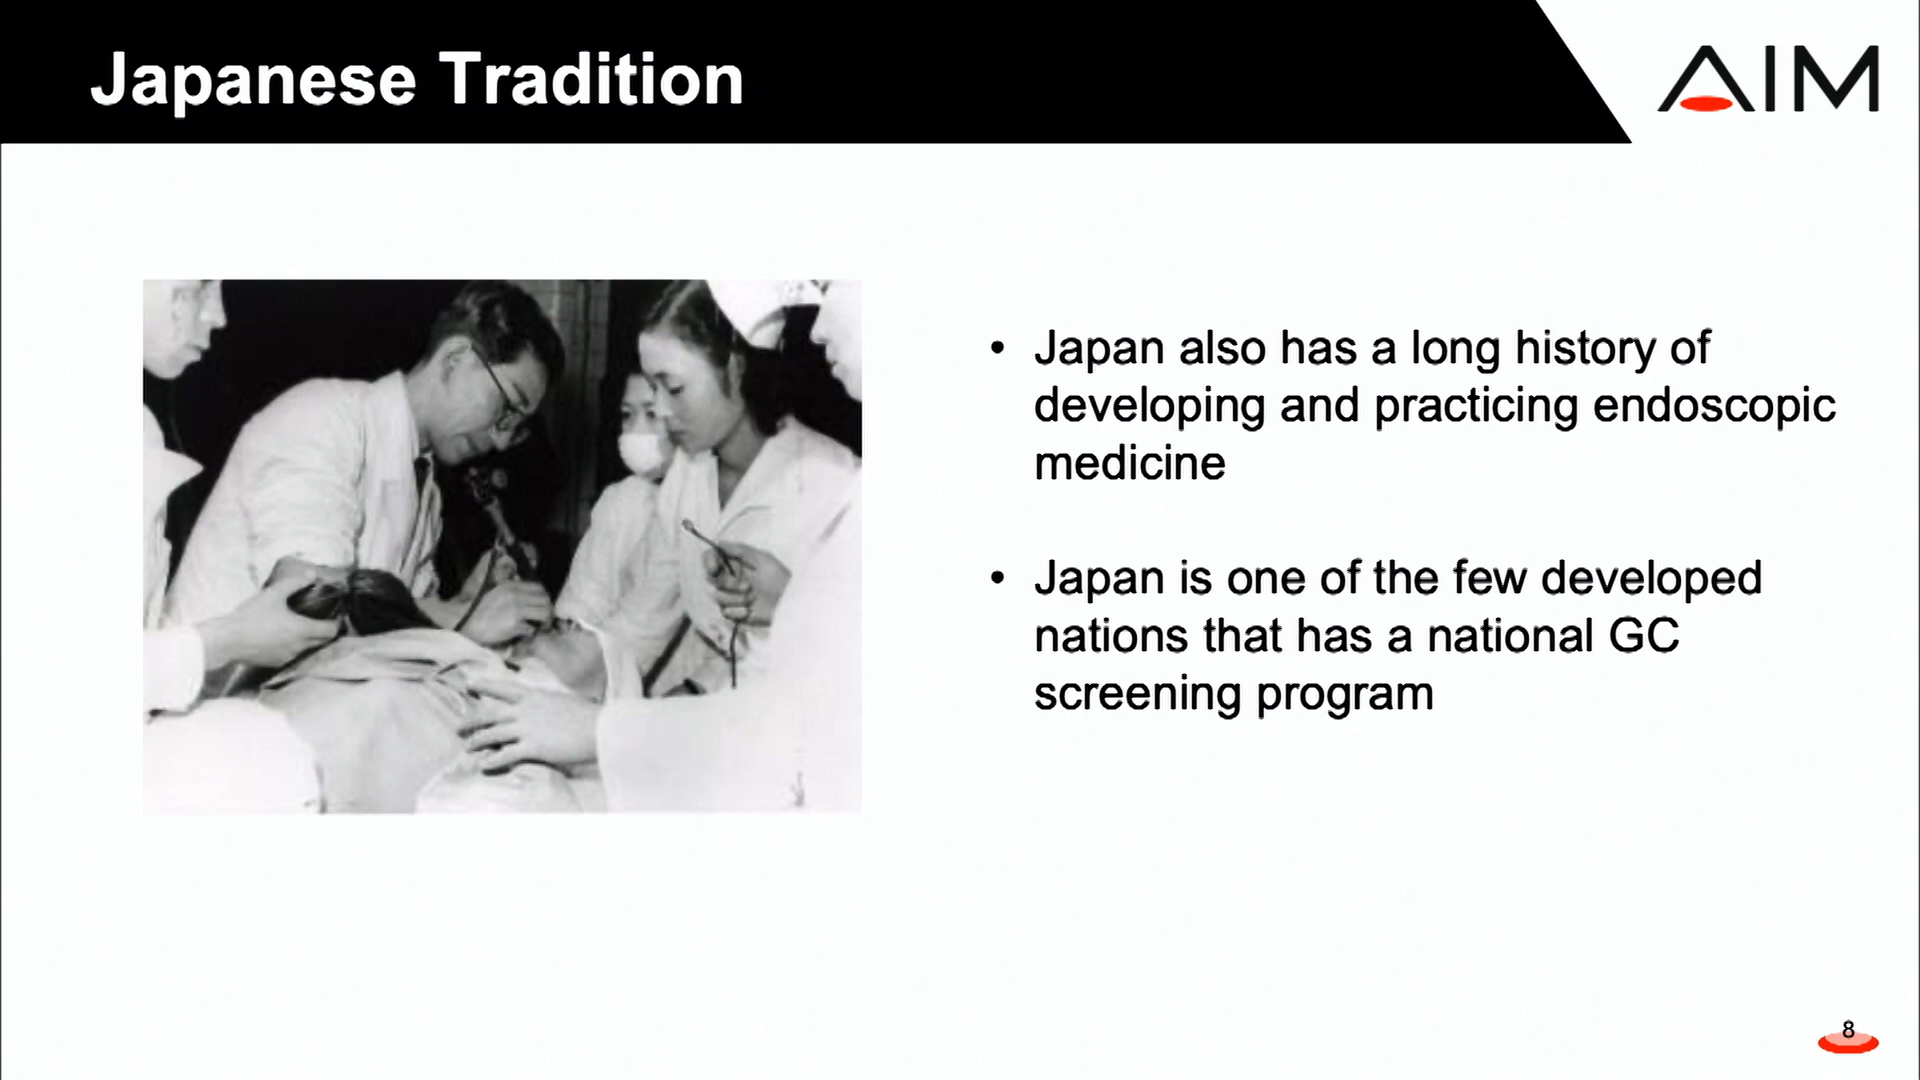 Japanese Tradition
AIM
• Japan also has a long history of
developing and practicing endoscopic
medicine
• Japan is one of the few developed
nations that has a national GC
screening program
8